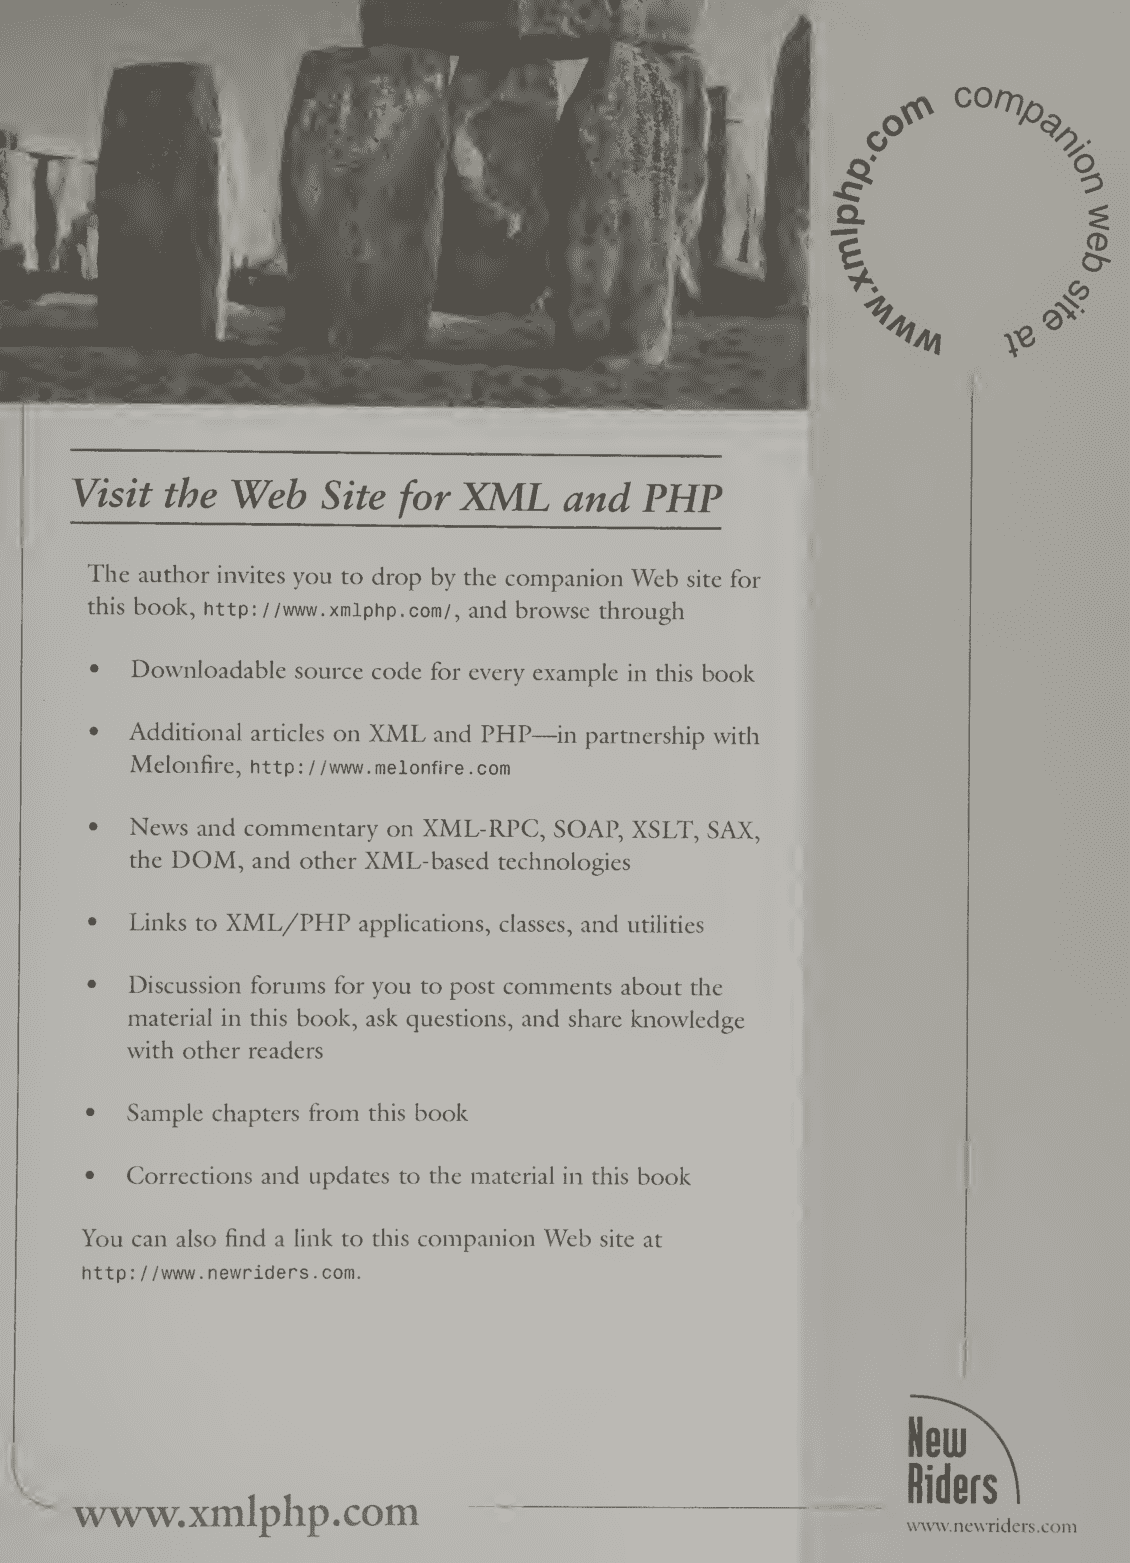 companion web site at
www.xmlphp.com
Visit the Web Site for XML and PHP
The author invites you to drop by the companion Web site for
this book, http://www.xmlphp.com/, and browse through
• Downloadable source code for every example in this book
• Additional articles on XML and PHP—in partnership with
Melonfire, http://www.melonfire.com
• News and commentary on XML-RPC, SOAP, XSLT, SAX,
the DOM, and other XML-based technologies
• Links to XML/PHP applications, classes, and utilities
• Discussion forums for you to post comments about the
material in this book, ask questions, and share knowledge
with other readers
• Sample chapters from this book
• Corrections and updates to the material in this book
You can also find a link to this companion Web site at
http://www.newriders.com.
www.xmlphp.com
New
Riders
www.newriders.com